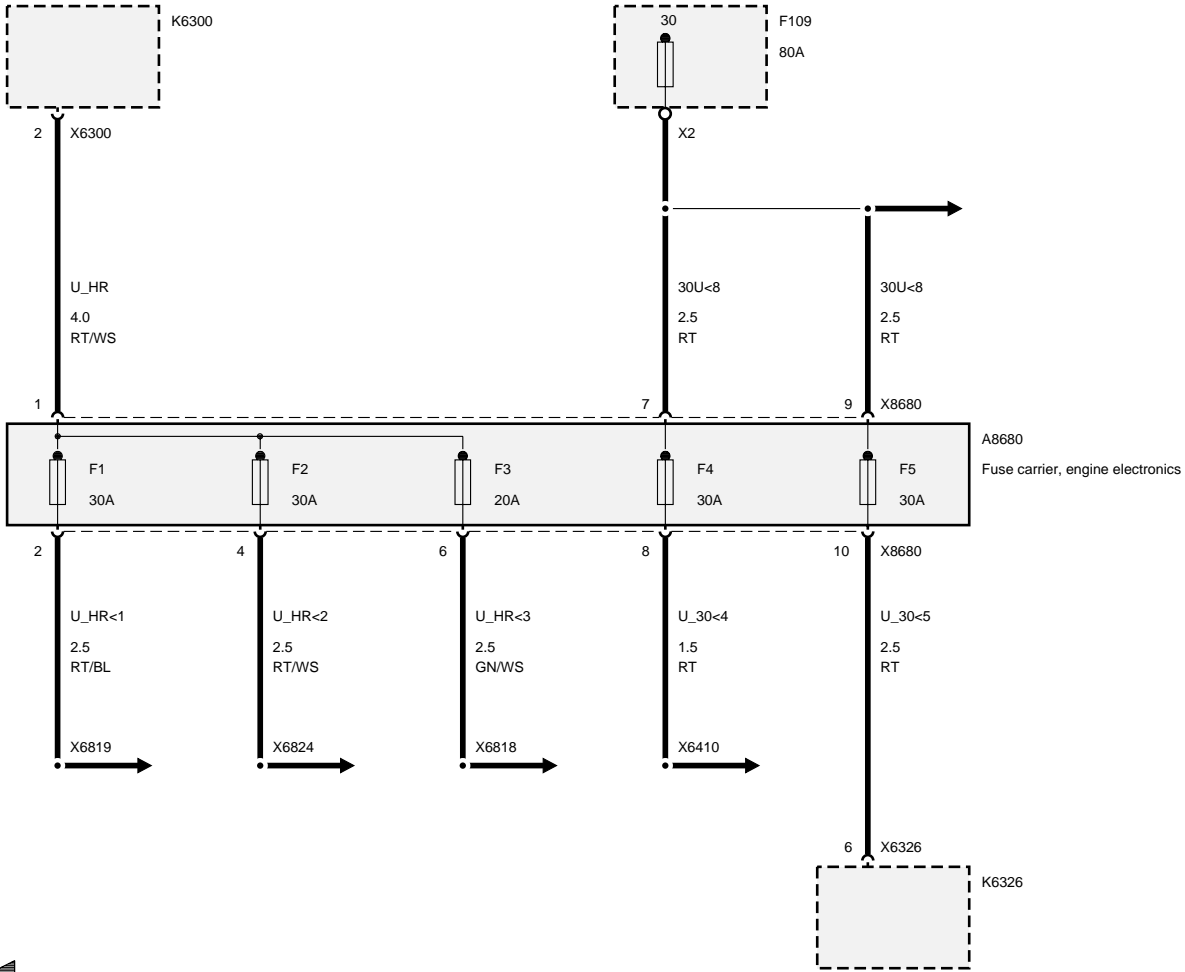 K6300
30
F109
80A
2 X6300
X2
U_HR
4.0
RT/WS
30U<8
2.5
RT
30U<8
2.5
RT
1
7
9 X8680
A8680
Fuse carrier, engine electronics
F1
30A
F2
30A
F3
20A
F4
30A
F5
30A
2
4
6
8
10 X8680
U_HR<1
2.5
RT/BL
U_HR<2
2.5
RT/WS
U_HR<3
2.5
GN/WS
U_30<4
1.5
RT
U_30<5
2.5
RT
X6819
X6824
X6818
X6410
6 X6326
K6326